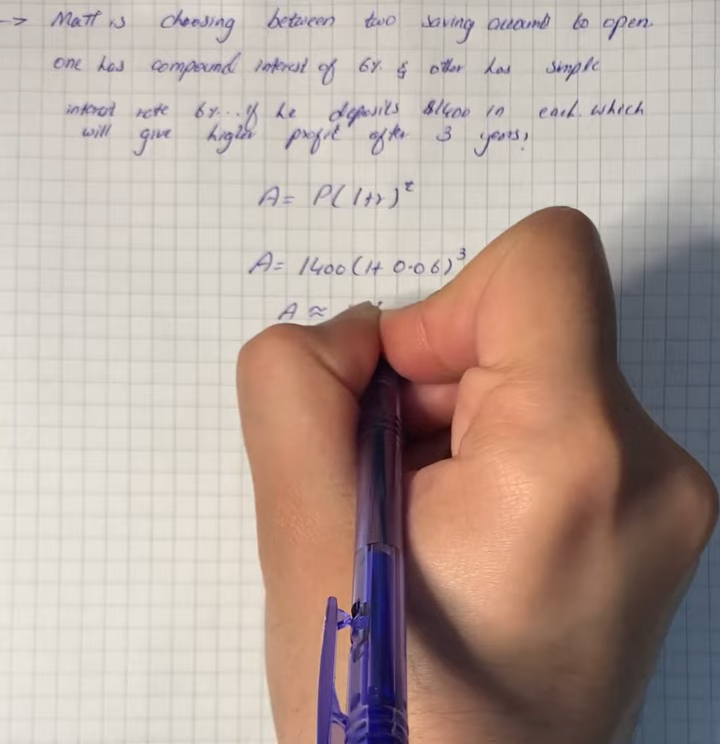 → Matt is choosing between two saving account to open
one has compound interest of 6% & other has simple
interest rate 6%... if he deposits $1400 in each. which
will give higher profit after 3 years?
A = P(1+r)^t
A = 1400(1+0.06)^3
A ≈